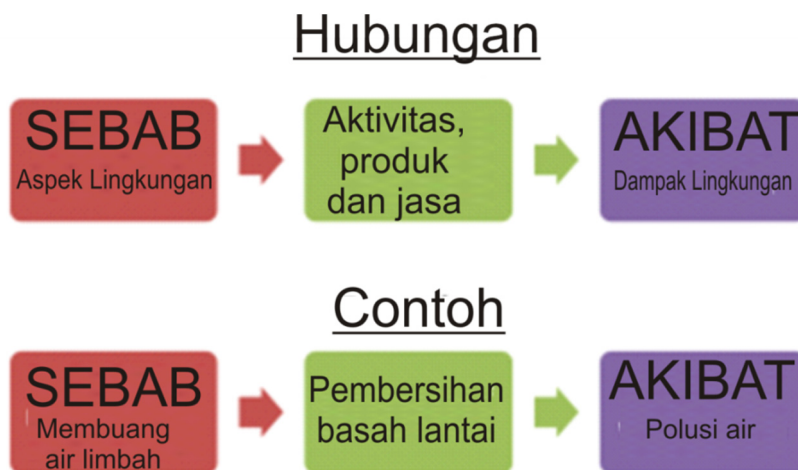 Hubungan
SEBAB
Aspek Lingkungan
Aktivitas,
produk
dan jasa
AKIBAT
Dampak Lingkungan
Contoh
SEBAB
Membuang
air limbah
Pembersihan
basah lantai
AKIBAT
Polusi air